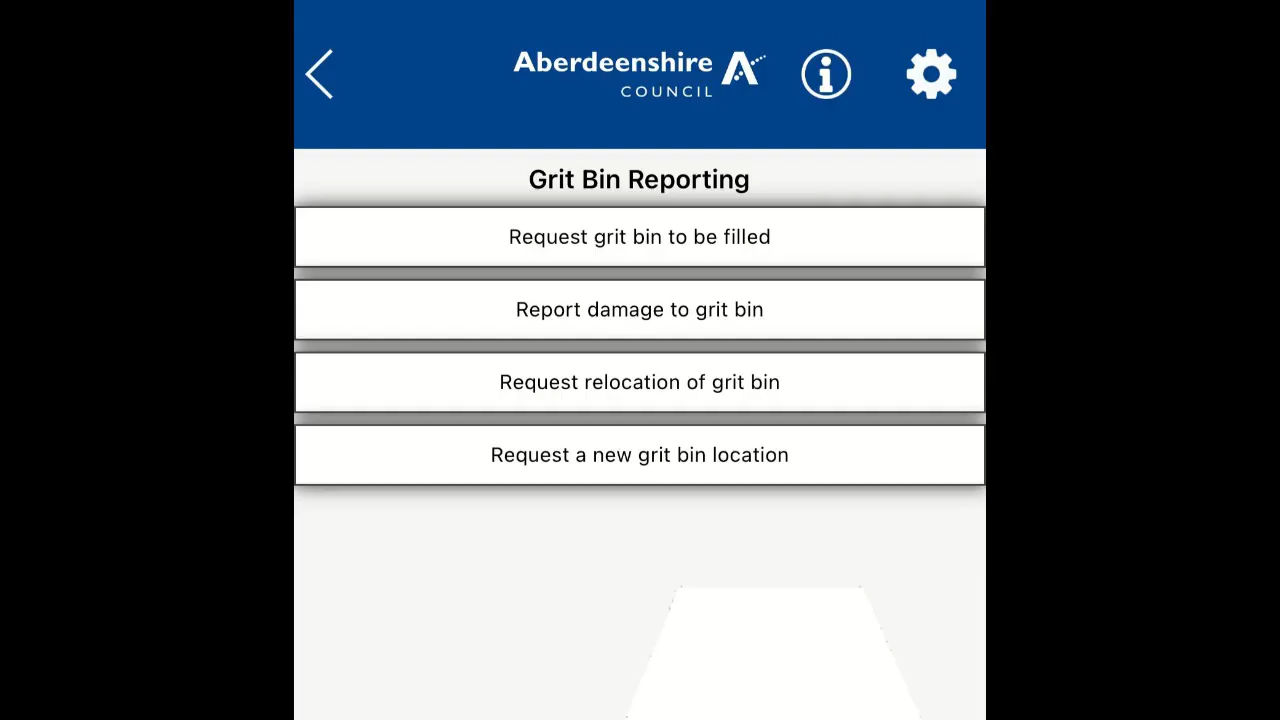 Aberdeenshire
COUNCIL
Grit Bin Reporting
Request grit bin to be filled
Report damage to grit bin
Request relocation of grit bin
Request a new grit bin location